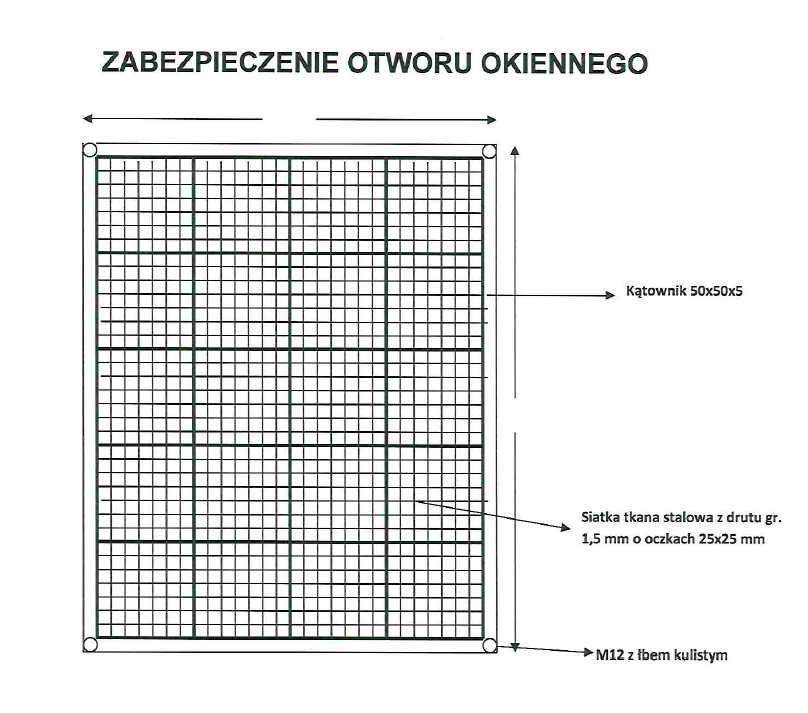 ZABEZPIECZENIE OTWORU OKIENNEGO
Kątownik 50x50x5
Siatka tkana stalowa z drutu gr.
1,5 mm o oczkach 25x25 mm
M12 z łbem kulistym